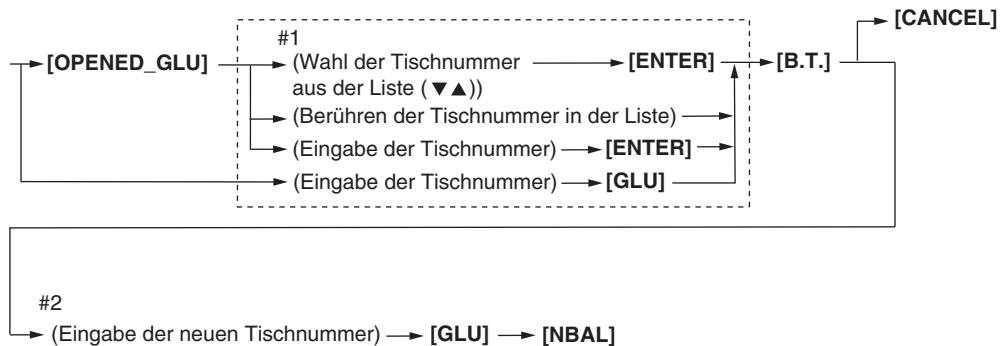 [CANCEL]
#1
[OPENED_GLU] (Wahl der Tischnummer [ENTER] [B.T.]
aus der Liste (▼▲))
(Berühren der Tischnummer in der Liste)
(Eingabe der Tischnummer) [ENTER]
(Eingabe der Tischnummer) [GLU]
#2
(Eingabe der neuen Tischnummer) [GLU] [NBAL]